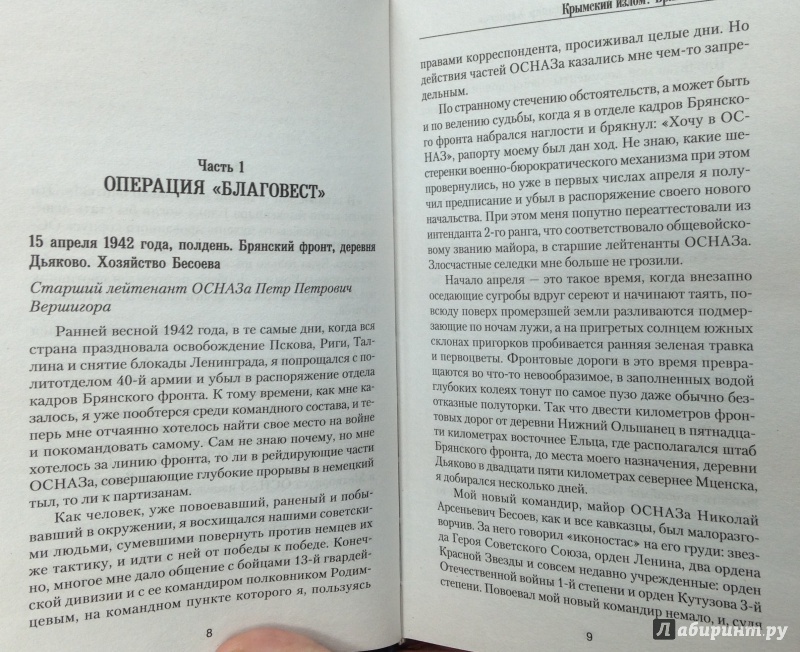 Часть 1
ОПЕРАЦИЯ «БЛАГОВЕСТ»
15 апреля 1942 года, полдень. Брянский фронт, деревня
Дьяково. Хозяйство Бесоева
Старший лейтенант ОСНАЗа Петр Петрович
Вершигора
Ранней весной 1942 года, в те самые дни, когда вся
страна праздновала освобождение Пскова, Риги, Тал-
лина и снятие блокады Ленинграда, я попрощался с по-
литотделом 40-й армии и убыл в распоряжение отдела
кадров Брянского фронта. К тому времени, как мне ка-
залось, я уже пообтерся среди командного состава, и те-
перь мне отчаянно хотелось найти свое место на войне
и покомандовать самому. Сам не знаю почему, но мне
хотелось за линию фронта, то ли в рейдирующие части
ОСНАЗа, совершающие глубокие прорывы в немецкий
тыл, то ли к партизанам.
Как человек, уже повоевавший, раненый и побы-
вавший в окружении, я восхищался нашими советски-
ми людьми, сумевшими повернуть против немцев их
же тактику, и идти с ней от победы к победе. Конеч-
но, многое мне дало общение с бойцами 13-й гвардей-
ской дивизии и с ее командиром полковником Родим-
цевым, на командном пункте которого я, пользуясь
8
Крымский излом:
правами корреспондента, просиживал целые дни. Но
действия частей ОСНАЗа казались мне чем-то запре-
дельным.
По странному стечению обстоятельств, а может быть
и по велению судьбы, когда я в отделе кадров Брянско-
го фронта набрался наглости и брякнул: «Хочу в ОС-
НАЗ», рапорту моему был дан ход. Не знаю, какие ше-
стеренки военно-бюрократического механизма при этом
провернулись, но уже в первых числах апреля я полу-
чил предписание и убыл в распоряжение своего нового
начальства. При этом меня попутно переаттестовали из
интенданта 2-го ранга, что соответствовало общевойско-
вому званию майора, в старшие лейтенанты ОСНАЗа.
Злосчастные селедки мне больше не грозили.
Начало апреля — это такое время, когда внезапно
оседающие сугробы вдруг сереют и начинают таять, по-
всюду поверх промерзшей земли разливаются подмер-
зающие по ночам лужи, а на пригретых солнцем южных
склонах пригорков пробивается ранняя зеленая травка
и первоцветы. Фронтовые дороги в это время превра-
щаются во что-то невообразимое, в заполненных водой
глубоких колеях тонут по самое пузо даже обычно без-
отказные полуторки. Так что двести километров фрон-
товых дорог от деревни Нижний Ольшанец в пятнадца-
ти километрах восточнее Ельца, где располагался штаб
Брянского фронта, до места моего назначения, деревни
Дьяково в двадцати пяти километрах севернее Мценска,
я добирался несколько дней.
Мой новый командир, майор ОСНАЗа Николай
Арсеньевич Бесоев, как и все кавказцы, был малоразго-
ворчив. За него говорил «иконостас» на его груди: звез-
да Героя Советского Союза, орден Ленина, два ордена
Красной Звезды и совсем недавно учрежденные: орден
Отечественной войны 1-й степени и орден Кутузова 3-й
степени. Повоевал мой новый командир немало, и, судя
9
Лабиринт.ру